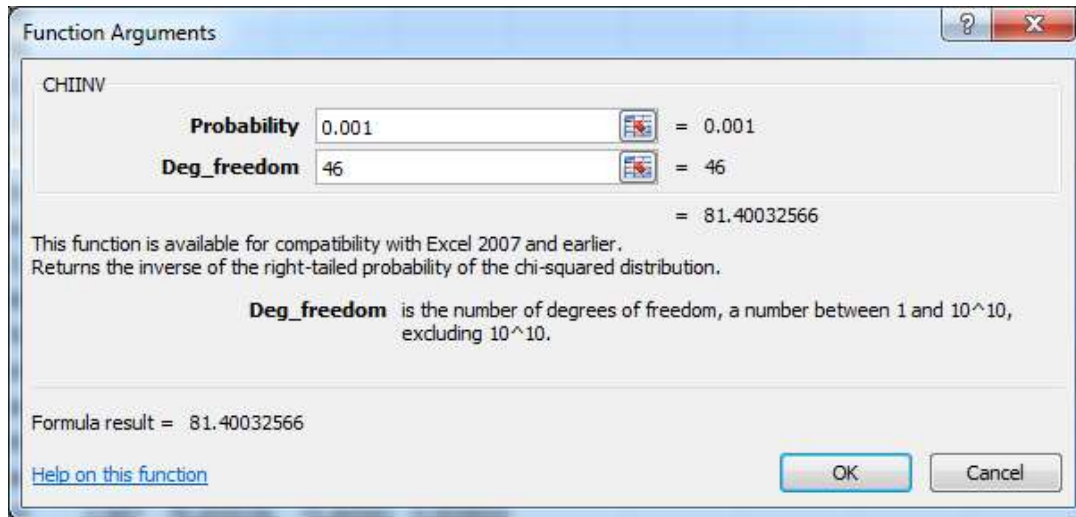 Function Arguments
CHIINV
Probability 0.001 = 0.001
Deg_freedom 46 = 46
= 81.40032566
This function is available for compatibility with Excel 2007 and earlier.
Returns the inverse of the right-tailed probability of the chi-squared distribution.
Deg_freedom is the number of degrees of freedom, a number between 1 and 10^10,
excluding 10^10.
Formula result = 81.40032566
Help on this function OK Cancel